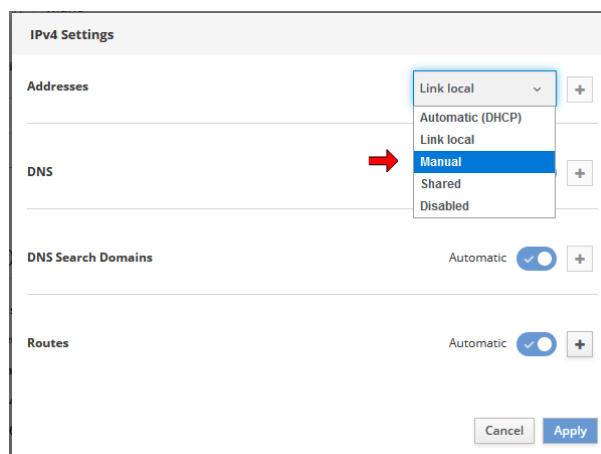 IPv4 Settings
Addresses
Link local
Automatic (DHCP)
Link local
Manual
Shared
Disabled
DNS
DNS Search Domains
Automatic
Routes
Automatic
Cancel
Apply